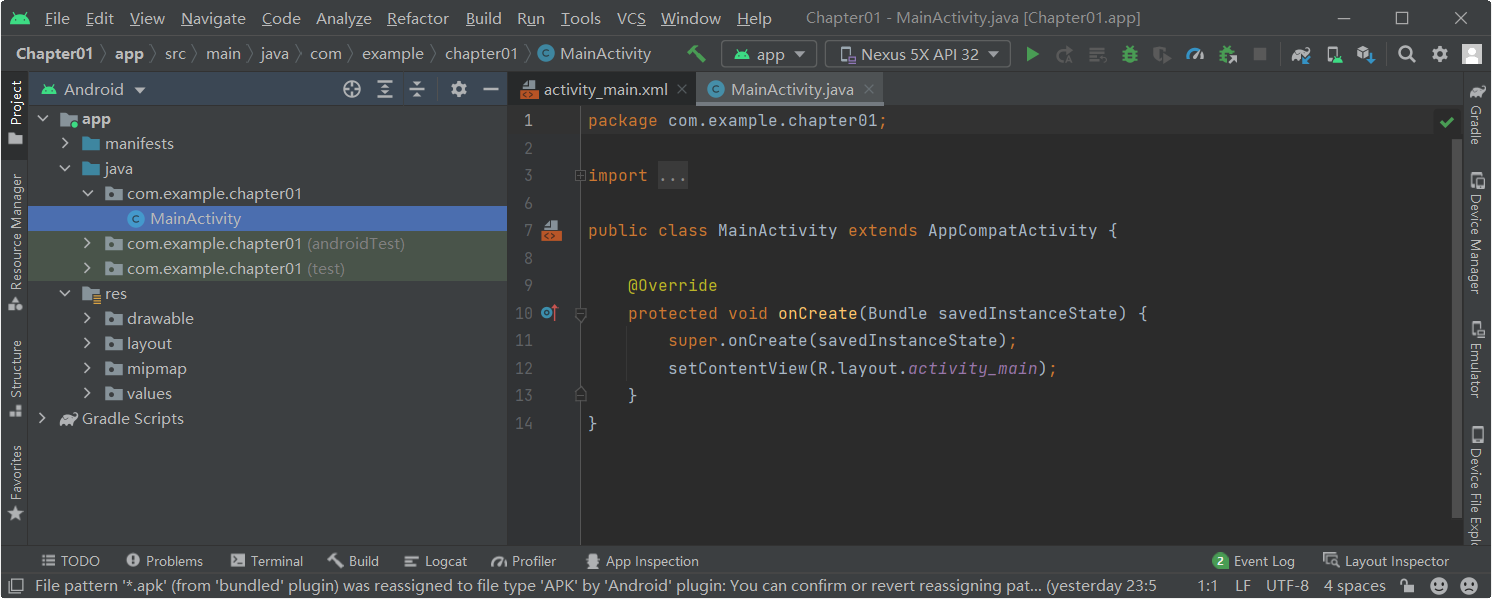 File Edit View Navigate Code Analyze Refactor Build Run Tools VCS Window Help Chapter01 - MainActivity.java [Chapter01.app]
Chapter01 app src main java com example chapter01 MainActivity app Nexus 5X API 32
Project
Resource Manager
Structure
Favorites
Android
app
manifests
java
com.example.chapter01
MainActivity
com.example.chapter01 (androidTest)
com.example.chapter01 (test)
res
drawable
layout
mipmap
values
Gradle Scripts
activity_main.xml MainActivity.java
1 package com.example.chapter01;
2
3 import ...
6
7 public class MainActivity extends AppCompatActivity {
8
9 @Override
10 protected void onCreate(Bundle savedInstanceState) {
11 super.onCreate(savedInstanceState);
12 setContentView(R.layout.activity_main);
13 }
14 }
Gradle
Device Manager
Emulator
Device File Explo
TODO Problems Terminal Build Logcat Profiler App Inspection 2 Event Log Layout Inspector
File pattern '*.apk' (from 'bundled' plugin) was reassigned to file type 'APK' by 'Android' plugin: You can confirm or revert reassigning pat... (yesterday 23:5 1:1 LF UTF-8 4 spaces